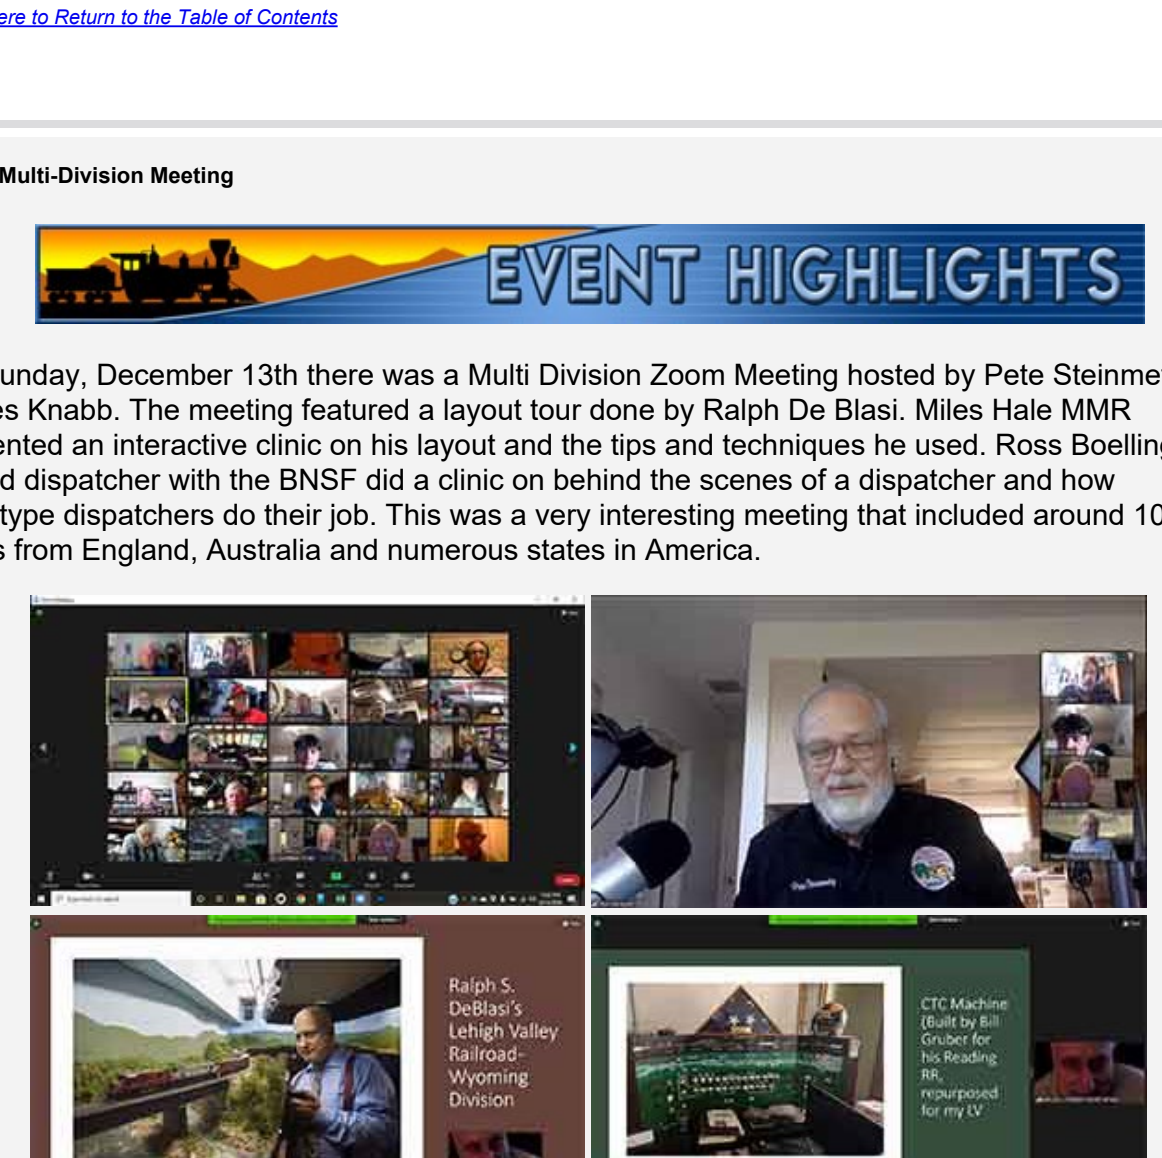 ere to Return to the Table of Contents
Multi-Division Meeting
EVENT HIGHLIGHTS
unday, December 13th there was a Multi Division Zoom Meeting hosted by Pete Steinme
es Knabb. The meeting featured a layout tour done by Ralph De Blasi. Miles Hale MMR
ented an interactive clinic on his layout and the tips and techniques he used. Ross Boelling
d dispatcher with the BNSF did a clinic on behind the scenes of a dispatcher and how
type dispatchers do their job. This was a very interesting meeting that included around 10
s from England, Australia and numerous states in America.
Ralph S.
DeBlasi's
Lehigh Valley
Railroad-
Wyoming
Division
CTC Machine
(Built by Bill
Gruber for
his Reading
RR,
repurposed
for my LV